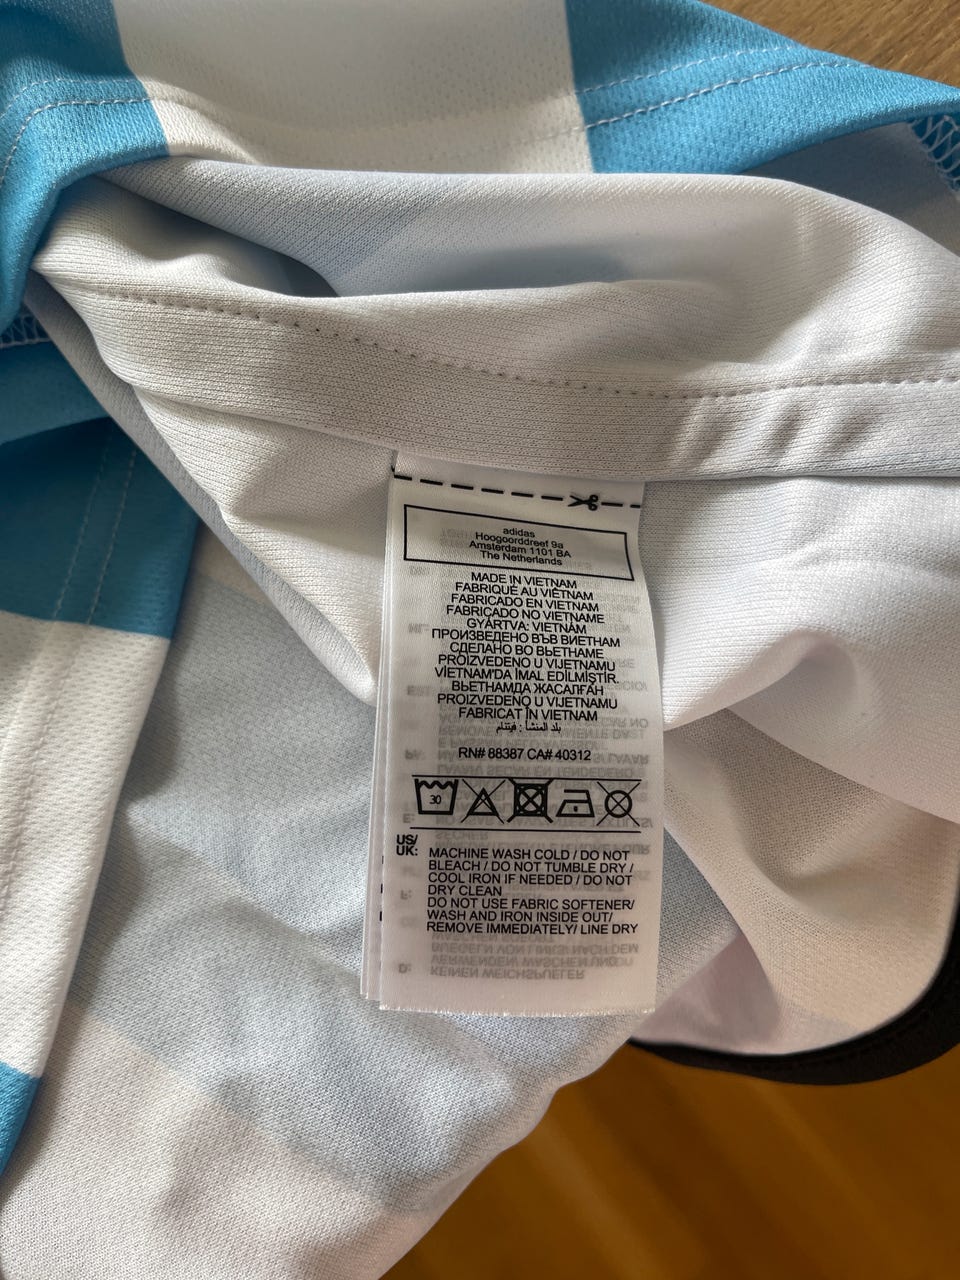 adidas
Hoogoorddreef 9a
Amsterdam 1101 BA
The Netherlands
MADE IN VIETNAM
FABRIQUÉ AU VIÊTNAM
FABRICADO EN VIETNAM
FABRICADO NO VIETNAME
GYÁRTVA: VIETNÁM
ПРОИЗВЕДЕНО ВЪВ ВИЕТНАМ
СДЕЛАНО ВО ВЬЕТНАМЕ
PROIZVEDENO U VIJETNAMU
VİETNAM'DA İMAL EDİLMİŞTİR.
ВЬЕТНАМДА ЖАСАЛҒАН
PROIZVEDENO U VIJETNAMU
FABRICAT ÎN VIETNAM
بلد المنشأ : فيتنام
RN# 88387 CA# 40312
30
US/
UK:
MACHINE WASH COLD / DO NOT
BLEACH / DO NOT TUMBLE DRY /
COOL IRON IF NEEDED / DO NOT
DRY CLEAN
DO NOT USE FABRIC SOFTENER/
WASH AND IRON INSIDE OUT/
REMOVE IMMEDIATELY/ LINE DRY